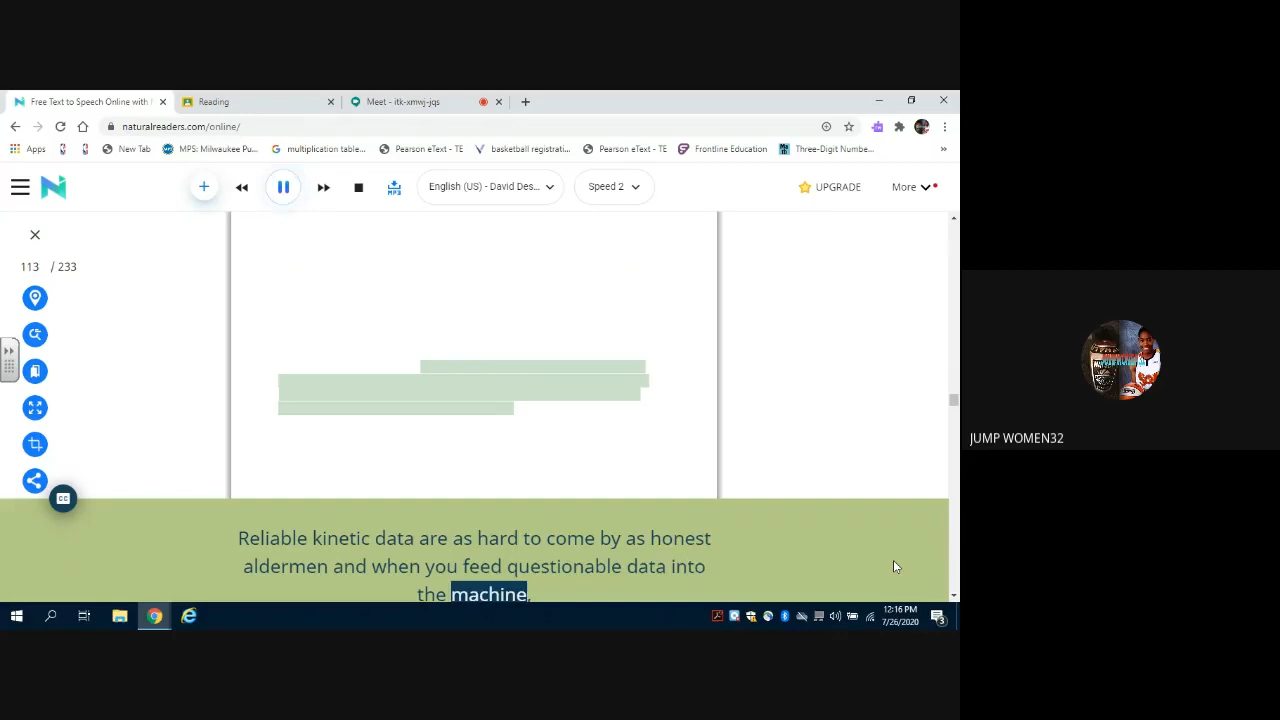 Free Text to Speech Online with
Reading
Meet - itk-xmwj-jqs
naturalreaders.com/online/
Apps
New Tab
MPS: Milwaukee Pu...
multiplication table...
Pearson eText - TE
basketball registrati...
Pearson eText - TE
Frontline Education
Three-Digit Numbe...
»
MP3
English (US) - David Des...
Speed 2
UPGRADE
More
113 / 233
CC
JUMP WOMEN32
Reliable kinetic data are as hard to come by as honest
aldermen and when you feed questionable data into
the machine,
12:16 PM
7/26/2020
3